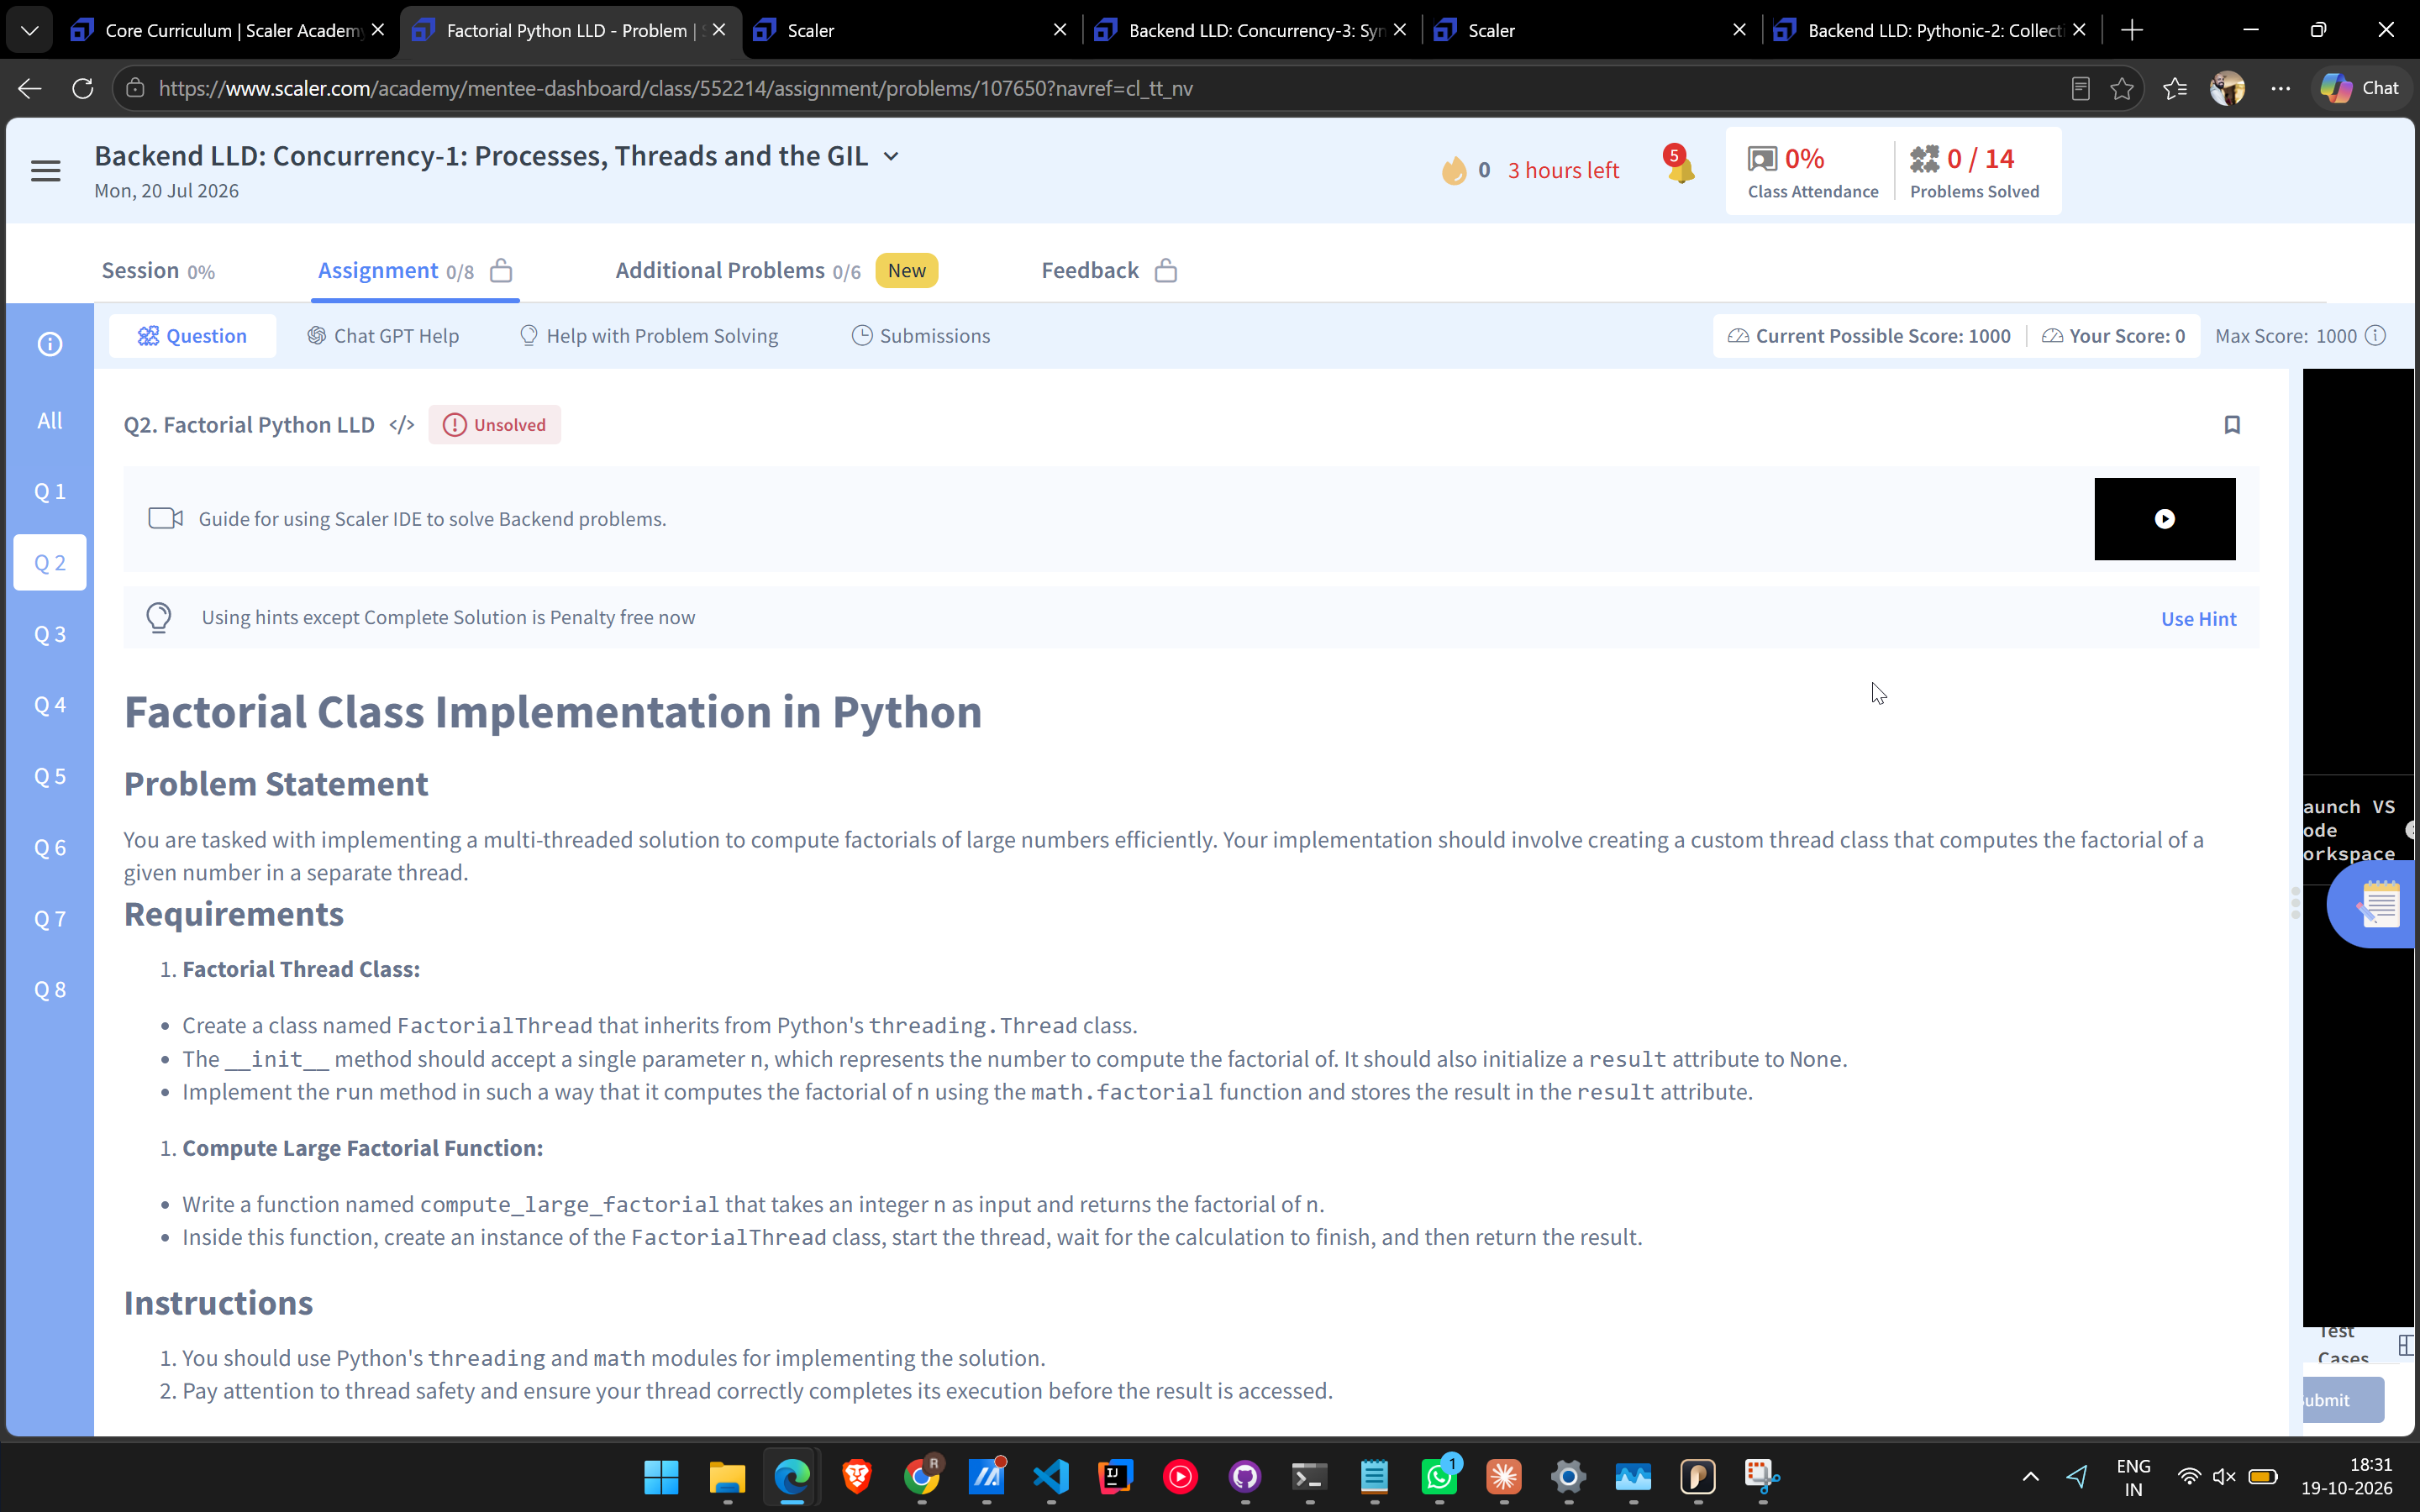 Core Curriculum | Scaler Academy
Factorial Python LLD - Problem | S
Scaler
Backend LLD: Concurrency-3: Syn
Scaler
Backend LLD: Pythonic-2: Collecti
https://www.scaler.com/academy/mentee-dashboard/class/552214/assignment/problems/107650?navref=cl_tt_nv
Chat
Backend LLD: Concurrency-1: Processes, Threads and the GIL
Mon, 20 Jul 2026
0 3 hours left
5
0%
Class Attendance
0 / 14
Problems Solved
Session 0%
Assignment 0/8
Additional Problems 0/6 New
Feedback
Question
Chat GPT Help
Help with Problem Solving
Submissions
Current Possible Score: 1000
Your Score: 0
Max Score: 1000
All
Q 1
Q 2
Q 3
Q 4
Q 5
Q 6
Q 7
Q 8
Q2. Factorial Python LLD </> Unsolved
Guide for using Scaler IDE to solve Backend problems.
Using hints except Complete Solution is Penalty free now
Use Hint
Factorial Class Implementation in Python
Problem Statement
You are tasked with implementing a multi-threaded solution to compute factorials of large numbers efficiently. Your implementation should involve creating a custom thread class that computes the factorial of a
given number in a separate thread.
Requirements
1. Factorial Thread Class:
• Create a class named FactorialThread that inherits from Python's threading.Thread class.
• The __init__ method should accept a single parameter n, which represents the number to compute the factorial of. It should also initialize a result attribute to None.
• Implement the run method in such a way that it computes the factorial of n using the math.factorial function and stores the result in the result attribute.
1. Compute Large Factorial Function:
• Write a function named compute_large_factorial that takes an integer n as input and returns the factorial of n.
• Inside this function, create an instance of the FactorialThread class, start the thread, wait for the calculation to finish, and then return the result.
Instructions
1. You should use Python's threading and math modules for implementing the solution.
2. Pay attention to thread safety and ensure your thread correctly completes its execution before the result is accessed.
aunch VS
ode
orkspace
Test
Cases
ubmit
R
1
ENG
IN
18:31
19-10-2026